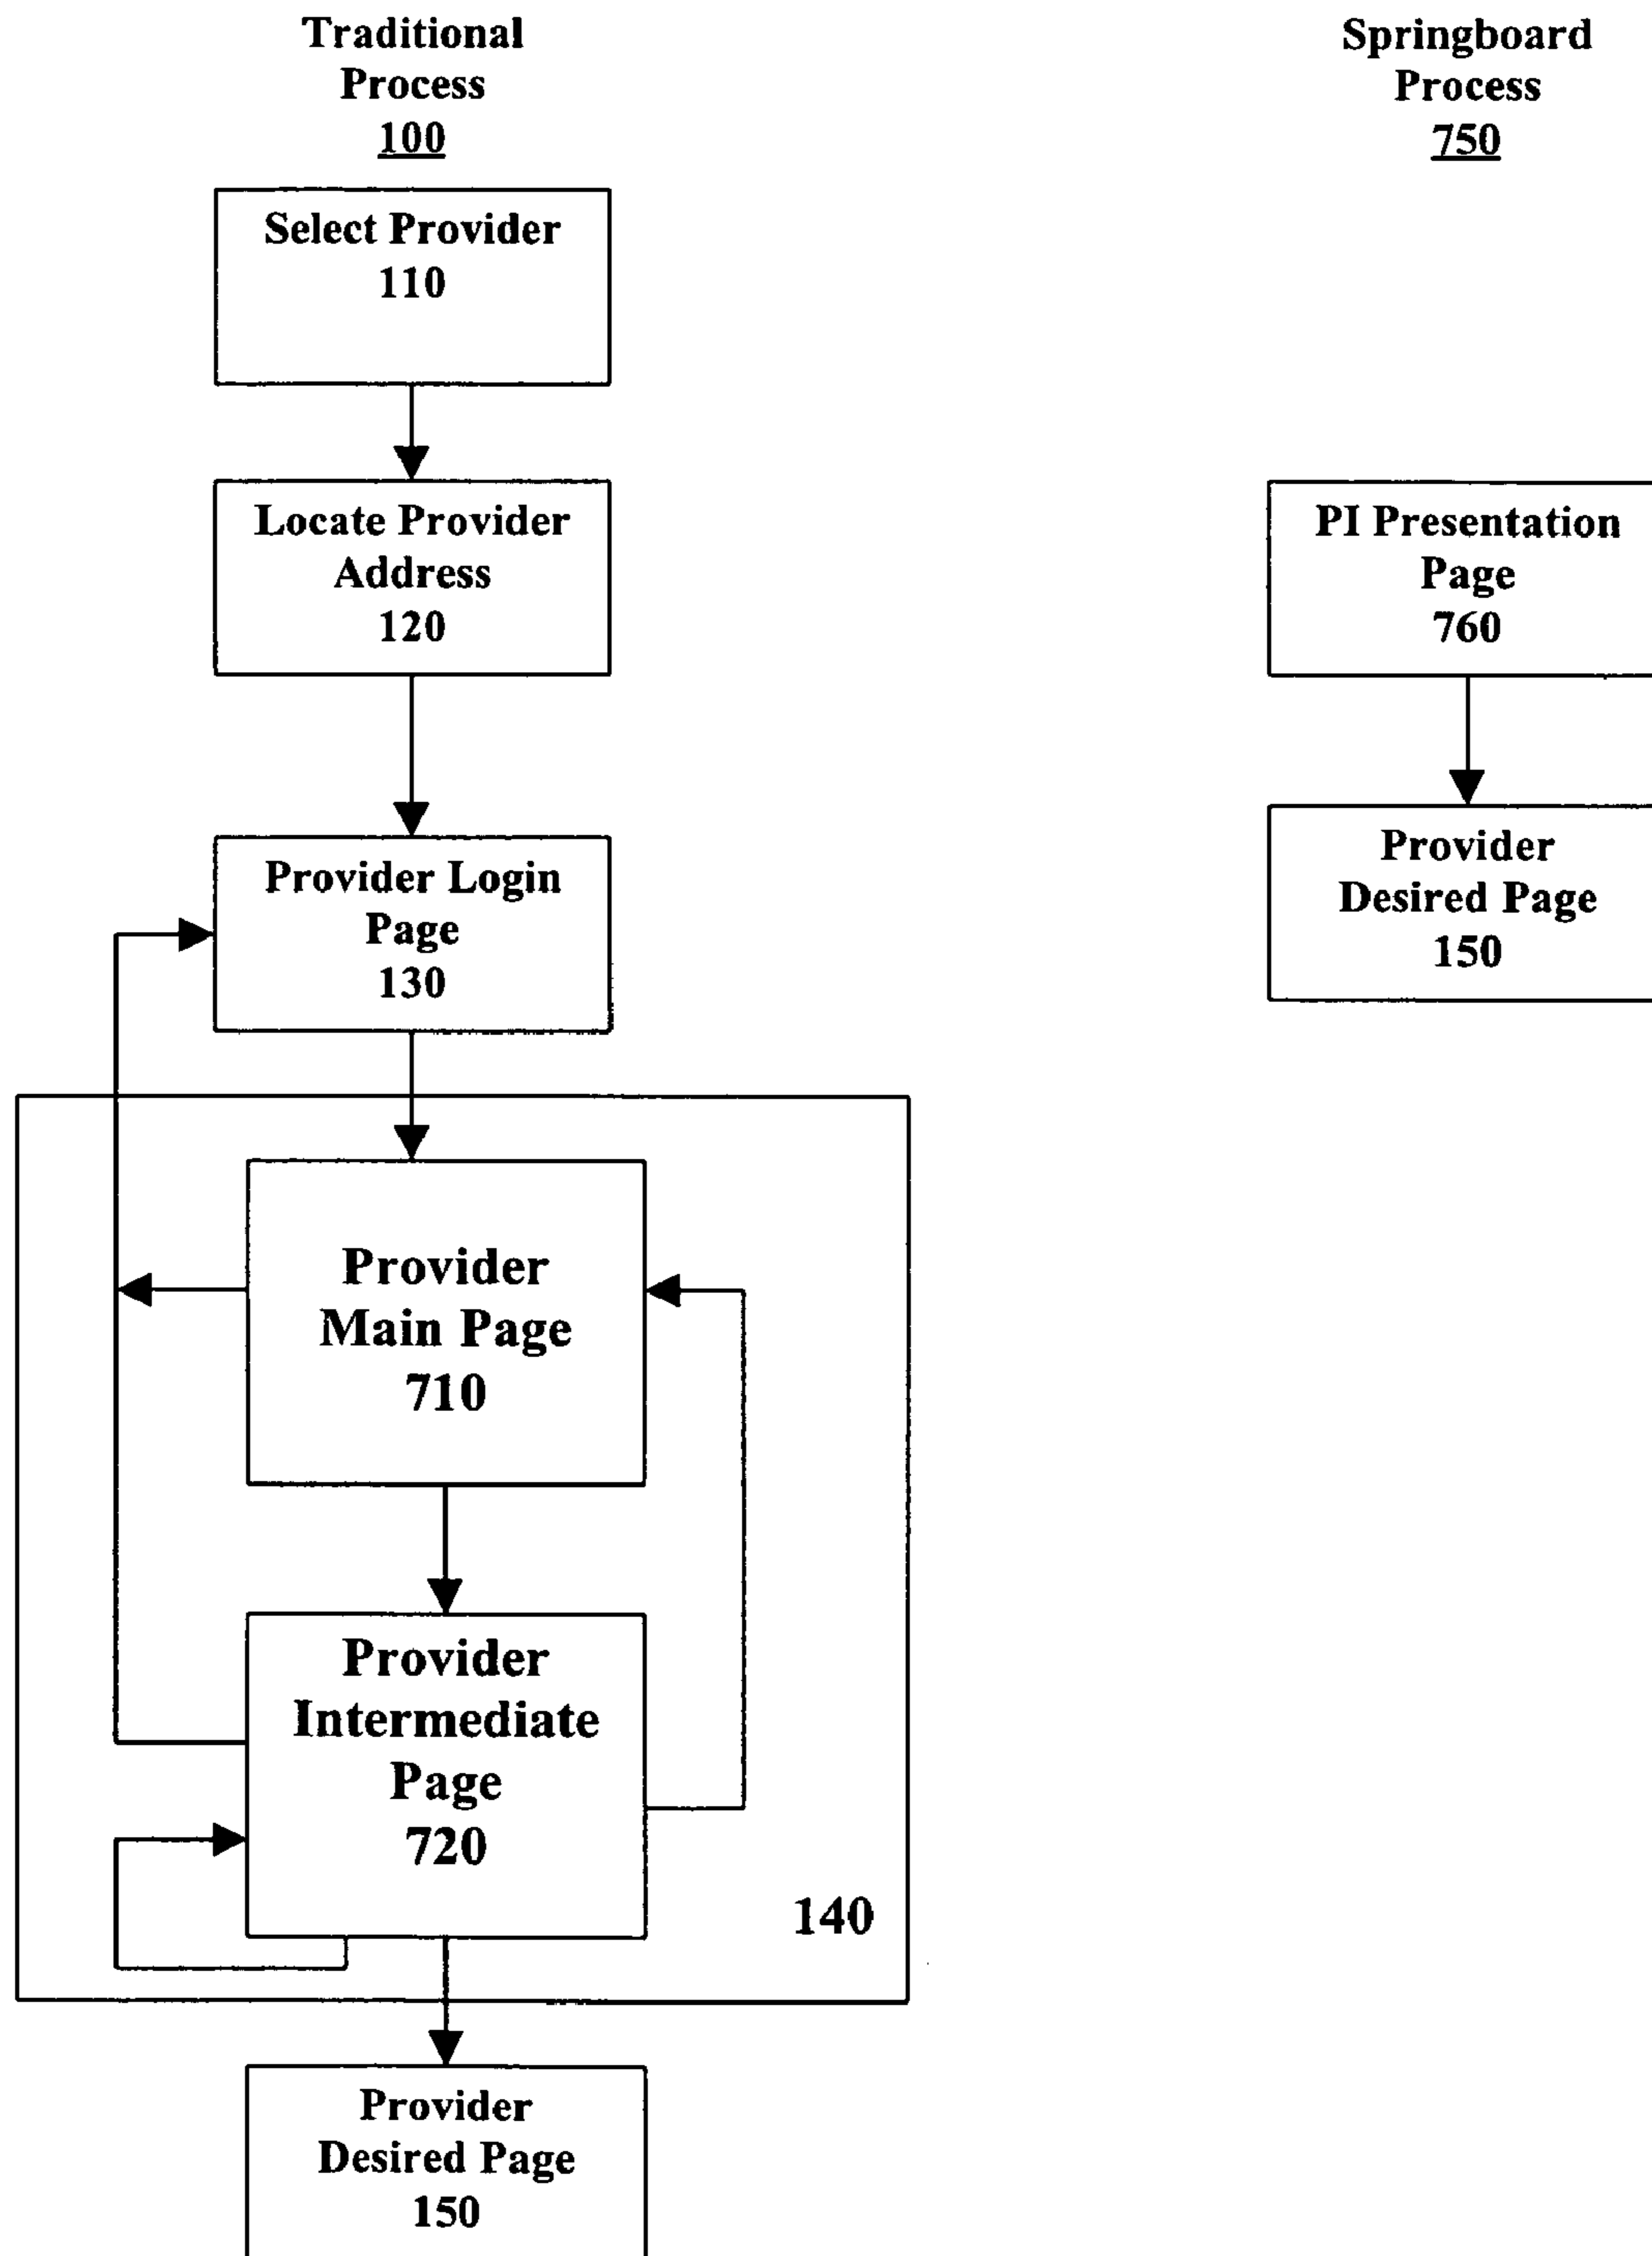 Traditional
Process
100
Select Provider
110
Locate Provider
Address
120
Provider Login
Page
130
Provider
Main Page
710
Provider
Intermediate
Page
720
140
Provider
Desired Page
150
Springboard
Process
750
PI Presentation
Page
760
Provider
Desired Page
150